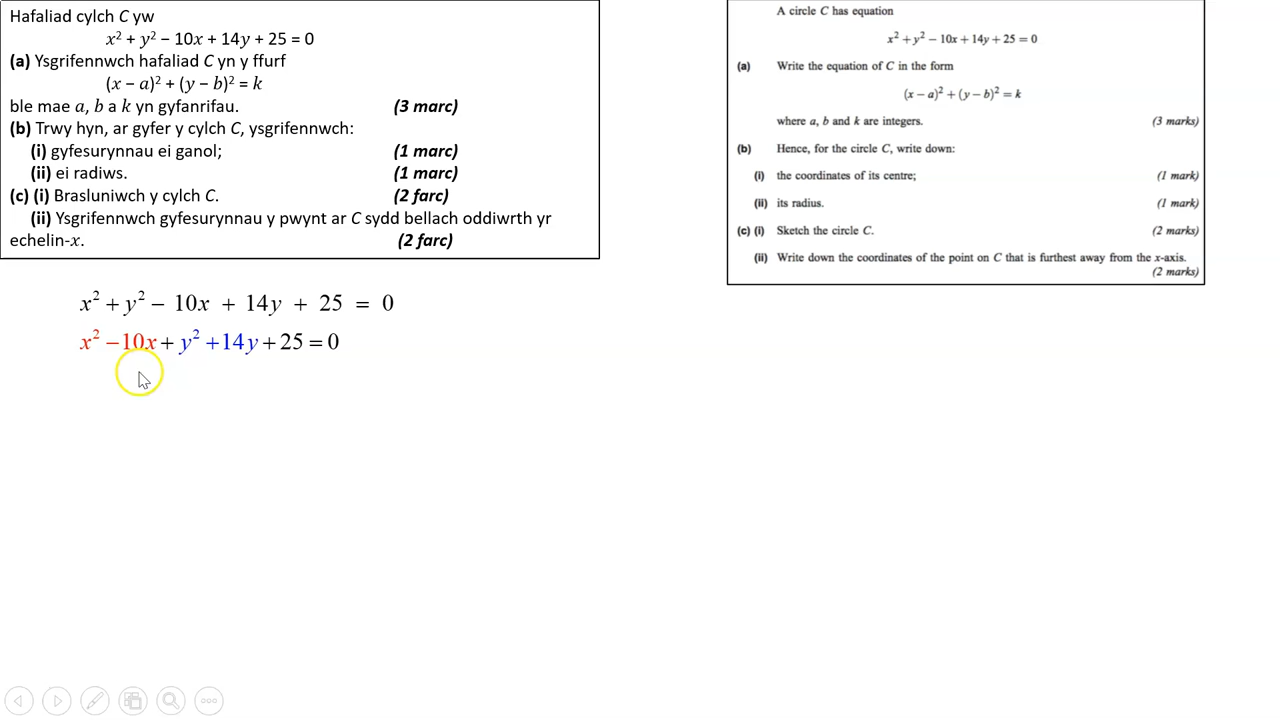 Hafaliad cylch C yw
x² + y² − 10x + 14y + 25 = 0
(a) Ysgrifennwch hafaliad C yn y ffurf
(x − a)² + (y − b)² = k
ble mae a, b a k yn gyfanrifau. (3 marc)
(b) Trwy hyn, ar gyfer y cylch C, ysgrifennwch:
(i) gyfesurynnau ei ganol; (1 marc)
(ii) ei radiws. (1 marc)
(c) (i) Brasluniwch y cylch C. (2 farc)
(ii) Ysgrifennwch gyfesurynnau y pwynt ar C sydd bellach oddiwrth yr
echelin-x. (2 farc)
A circle C has equation
x² + y² − 10x + 14y + 25 = 0
(a) Write the equation of C in the form
(x − a)² + (y − b)² = k
where a, b and k are integers. (3 marks)
(b) Hence, for the circle C, write down:
(i) the coordinates of its centre; (1 mark)
(ii) its radius. (1 mark)
(c) (i) Sketch the circle C. (2 marks)
(ii) Write down the coordinates of the point on C that is furthest away from the x-axis.
(2 marks)
x² + y² − 10x + 14y + 25 = 0
x² − 10x + y² + 14y + 25 = 0